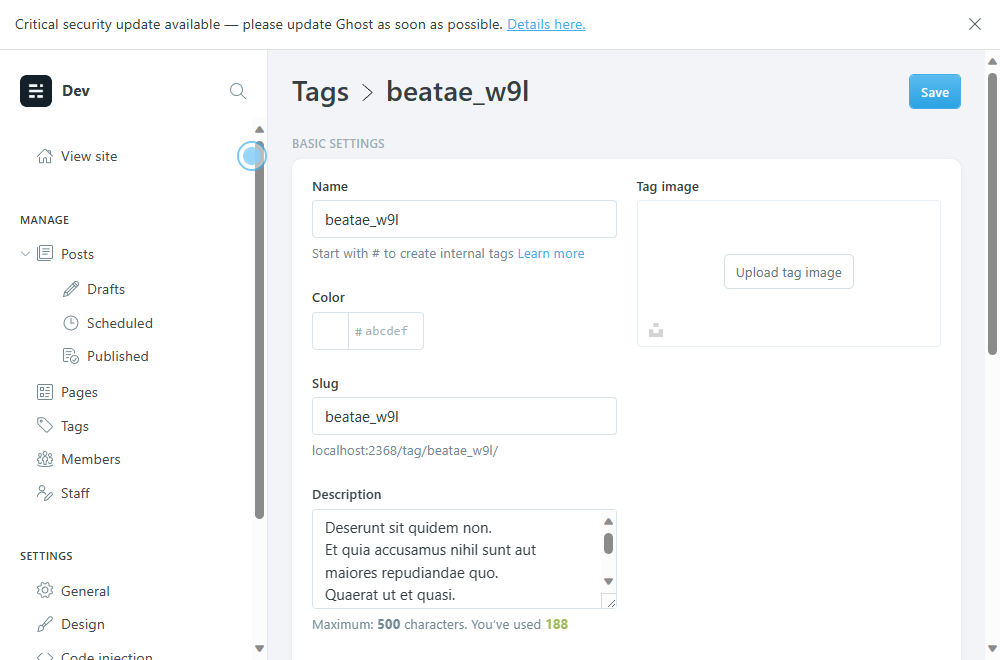 Critical security update available — please update Ghost as soon as possible. Details here.
Dev
View site
MANAGE
Posts
Drafts
Scheduled
Published
Pages
Tags
Members
Staff
SETTINGS
General
Design
Code injection
Tags > beatae_w9l
Save
BASIC SETTINGS
Name
beatae_w9l
Start with # to create internal tags Learn more
Color
# abcdef
Slug
beatae_w9l
localhost:2368/tag/beatae_w9l/
Description
Deserunt sit quidem non.
Et quia accusamus nihil sunt aut
maiores repudiandae quo.
Quaerat ut et quasi.
Maximum: 500 characters. You’ve used 188
Tag image
Upload tag image